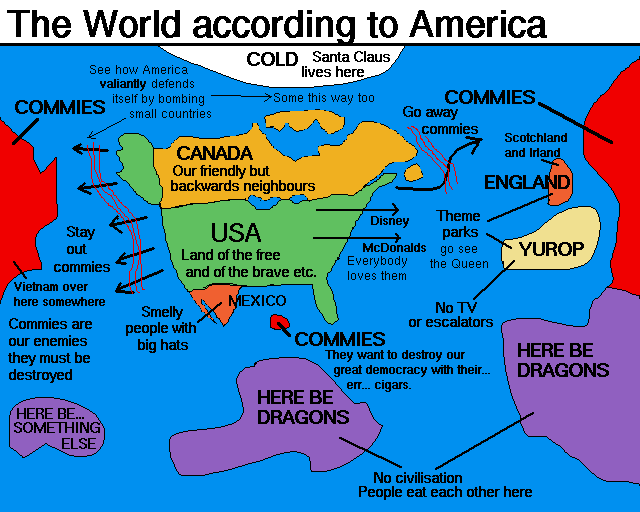 The World according to America
COLD
Santa Claus
lives here
See how America
valiantly defends
itself by bombing
small countries
Some this way too
COMMIES
COMMIES
Go away
commies
Scotchland
and Irland
CANADA
Our friendly but
backwards neighbours
ENGLAND
USA
Land of the free
and of the brave etc.
Disney
McDonalds
Everybody
loves them
Theme
parks
go see
the Queen
YUROP
Stay
out
commies
Vietnam over
here somewhere
MEXICO
Smelly
people with
big hats
No TV
or escalators
Commies are
our enemies
they must be
destroyed
COMMIES
They want to destroy our
great democracy with their...
err... cigars.
HERE BE
DRAGONS
HERE BE
DRAGONS
HERE BE...
SOMETHING
ELSE
No civilisation
People eat each other here